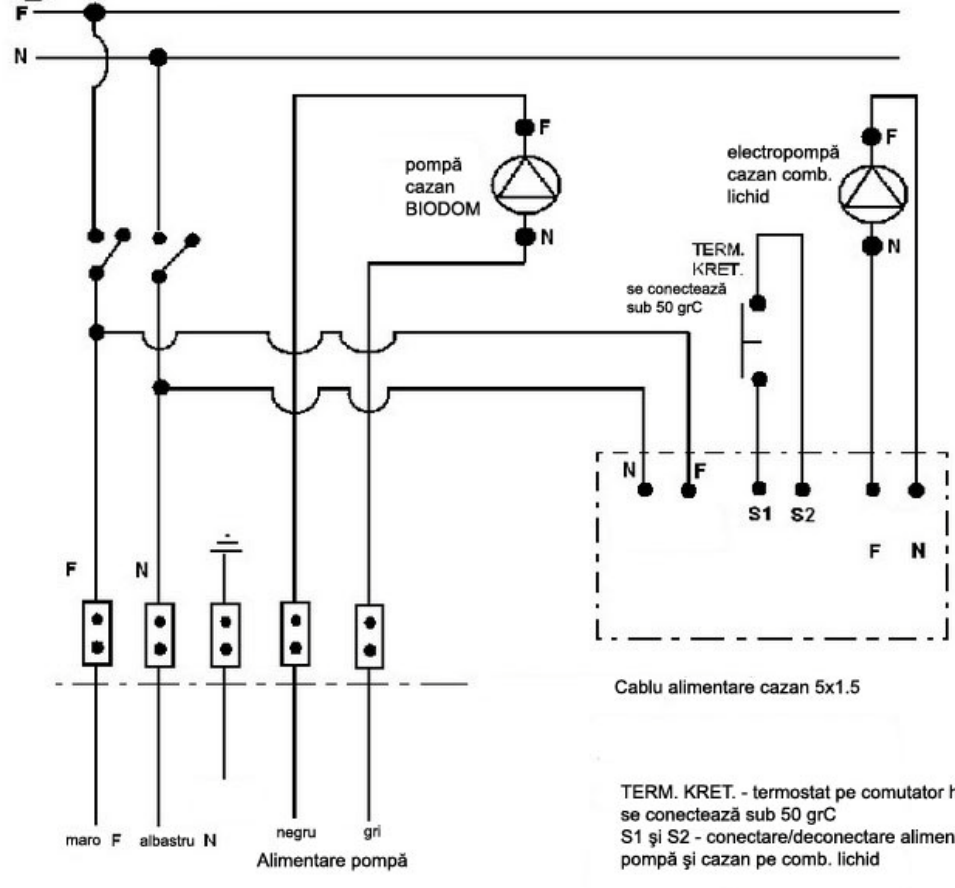 F
N
F
pompă
cazan
BIODOM
N
electropompă
cazan comb.
lichid
F
N
TERM.
KRET.
se conectează
sub 50 grC
N F
S1 S2
F N
F N
Cablu alimentare cazan 5x1.5
maro F albastru N negru gri
Alimentare pompă
TERM. KRET. - termostat pe comutator h
se conectează sub 50 grC
S1 şi S2 - conectare/deconectare alimen
pompă şi cazan pe comb. lichid